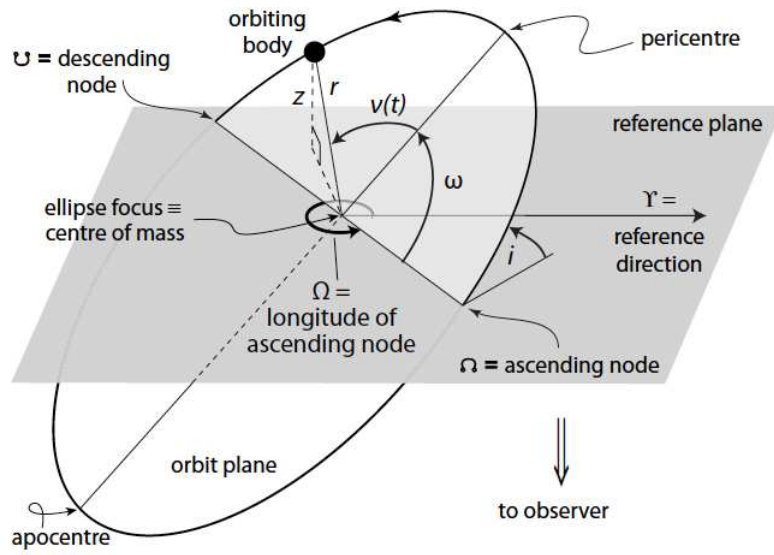 orbiting
body
pericentre
☋ = descending
node
z
r
ν(t)
reference plane
ω
ellipse focus ≡
centre of mass
ϒ =
reference
direction
i
Ω =
longitude of
ascending node
☊ = ascending node
orbit plane
to observer
apocentre